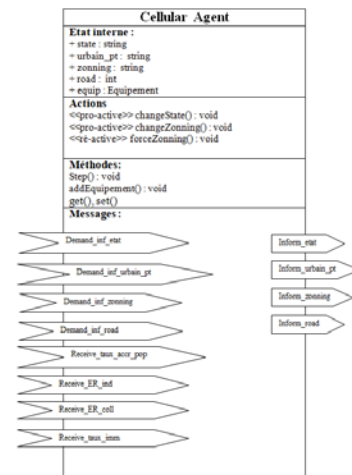 Cellular Agent
Etat interne :
+ state : string
+ urbain_pt : string
+ zonning : string
+ road : int
+ equip : Equipement
Actions
<<pro-active>> changeState() : void
<<pro-active>> changeZonning() : void
<<ré-active>> forceZonning() : void
Méthodes:
Step() : void
addEquipement() : void
get(), set()
Messages :
Demand_inf_etat
Inform_etat
Demand_inf_urbain_pt
Inform_urbain_pt
Demand_inf_zonning
Inform_zonning
Demand_inf_road
Inform_road
Receive_taux_accr_pop
Receive_ER_ind
Receive_ER_coll
Receive_taux_imm